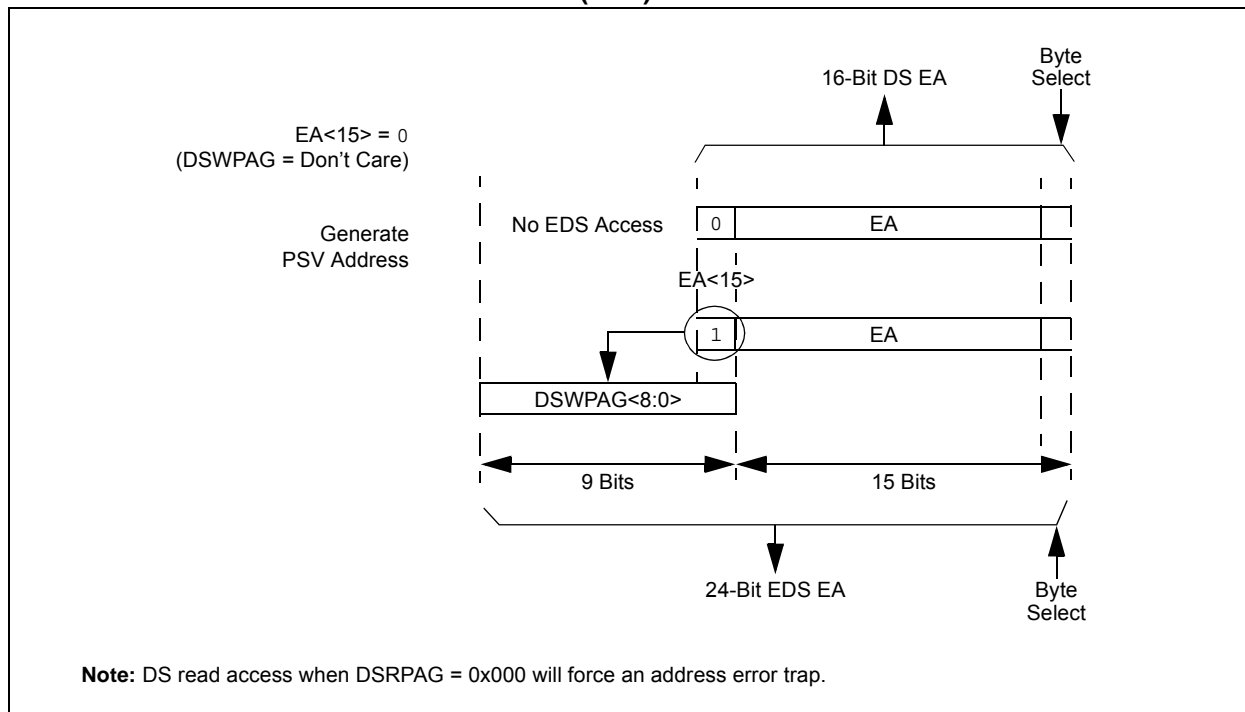 16-Bit DS EA
Byte
Select
EA<15> = 0
(DSWPAG = Don't Care)
No EDS Access
0
EA
Generate
PSV Address
EA<15>
1
EA
DSWPAG<8:0>
9 Bits
15 Bits
24-Bit EDS EA
Byte
Select
Note: DS read access when DSRPAG = 0x000 will force an address error trap.